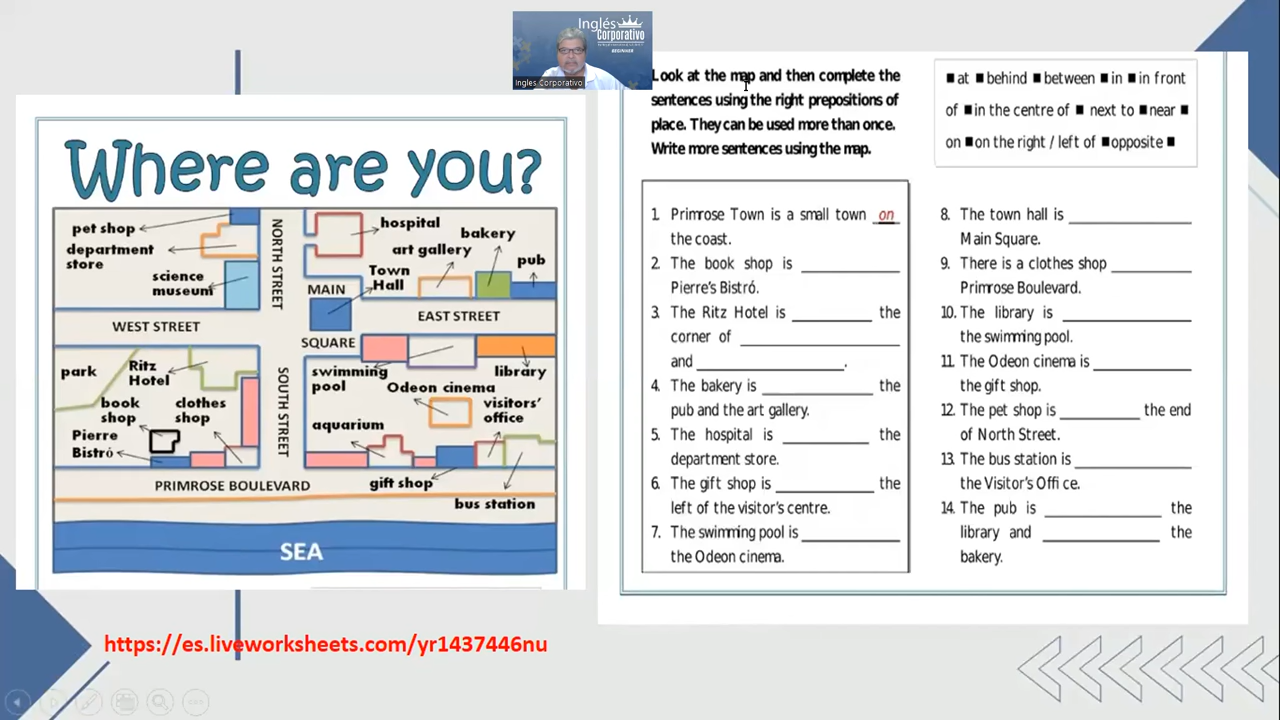 Inglés
Corporativo
BEGINNER
Ingles Corporativo
Where are you?
pet shop
department
store
science
museum
NORTH STREET
hospital
art gallery
bakery
pub
Town
Hall
MAIN
SQUARE
WEST STREET
EAST STREET
park
Ritz
Hotel
book
shop
clothes
shop
Pierre
Bistró
SOUTH STREET
swimming
pool
library
Odeon cinema
visitors'
office
aquarium
gift shop
bus station
PRIMROSE BOULEVARD
SEA
https://es.liveworksheets.com/yr1437446nu
Look at the map and then complete the
sentences using the right prepositions of
place. They can be used more than once.
Write more sentences using the map.
■ at ■ behind ■ between ■ in ■ in front
of ■ in the centre of ■ next to ■ near ■
on ■ on the right / left of ■ opposite ■
1. Primrose Town is a small town on
the coast.
2. The book shop is ____________
Pierre's Bistró.
3. The Ritz Hotel is __________ the
corner of ____________________
and ____________________.
4. The bakery is ______________ the
pub and the art gallery.
5. The hospital is ___________ the
department store.
6. The gift shop is ____________ the
left of the visitor's centre.
7. The swimming pool is ____________
the Odeon cinema.
8. The town hall is ________________
Main Square.
9. There is a clothes shop __________
Primrose Boulevard.
10. The library is ________________
the swimming pool.
11. The Odeon cinema is ____________
the gift shop.
12. The pet shop is __________ the end
of North Street.
13. The bus station is ______________
the Visitor's Offi ce.
14. The pub is ______________ the
library and ______________ the
bakery.